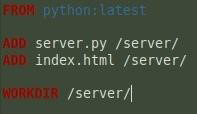 FROM python:latest
ADD server.py /server/
ADD index.html /server/
WORKDIR /server/